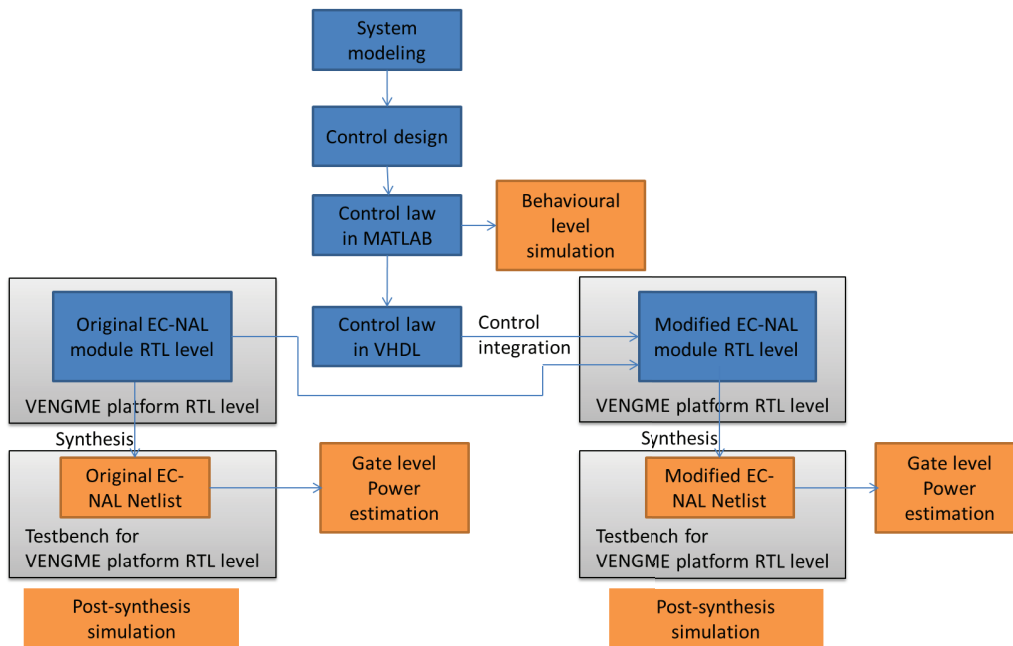 System
modeling
Control design
Control law
in MATLAB
Behavioural
level
simulation
Original EC-NAL
module RTL level
VENGME platform RTL level
Control law
in VHDL
Control
integration
Modified EC-NAL
module RTL level
VENGME platform RTL level
Synthesis
Original EC-
NAL Netlist
Testbench for
VENGME platform RTL level
Gate level
Power
estimation
Synthesis
Modified EC-
NAL Netlist
Testbench for
VENGME platform RTL level
Gate level
Power
estimation
Post-synthesis
simulation
Post-synthesis
simulation